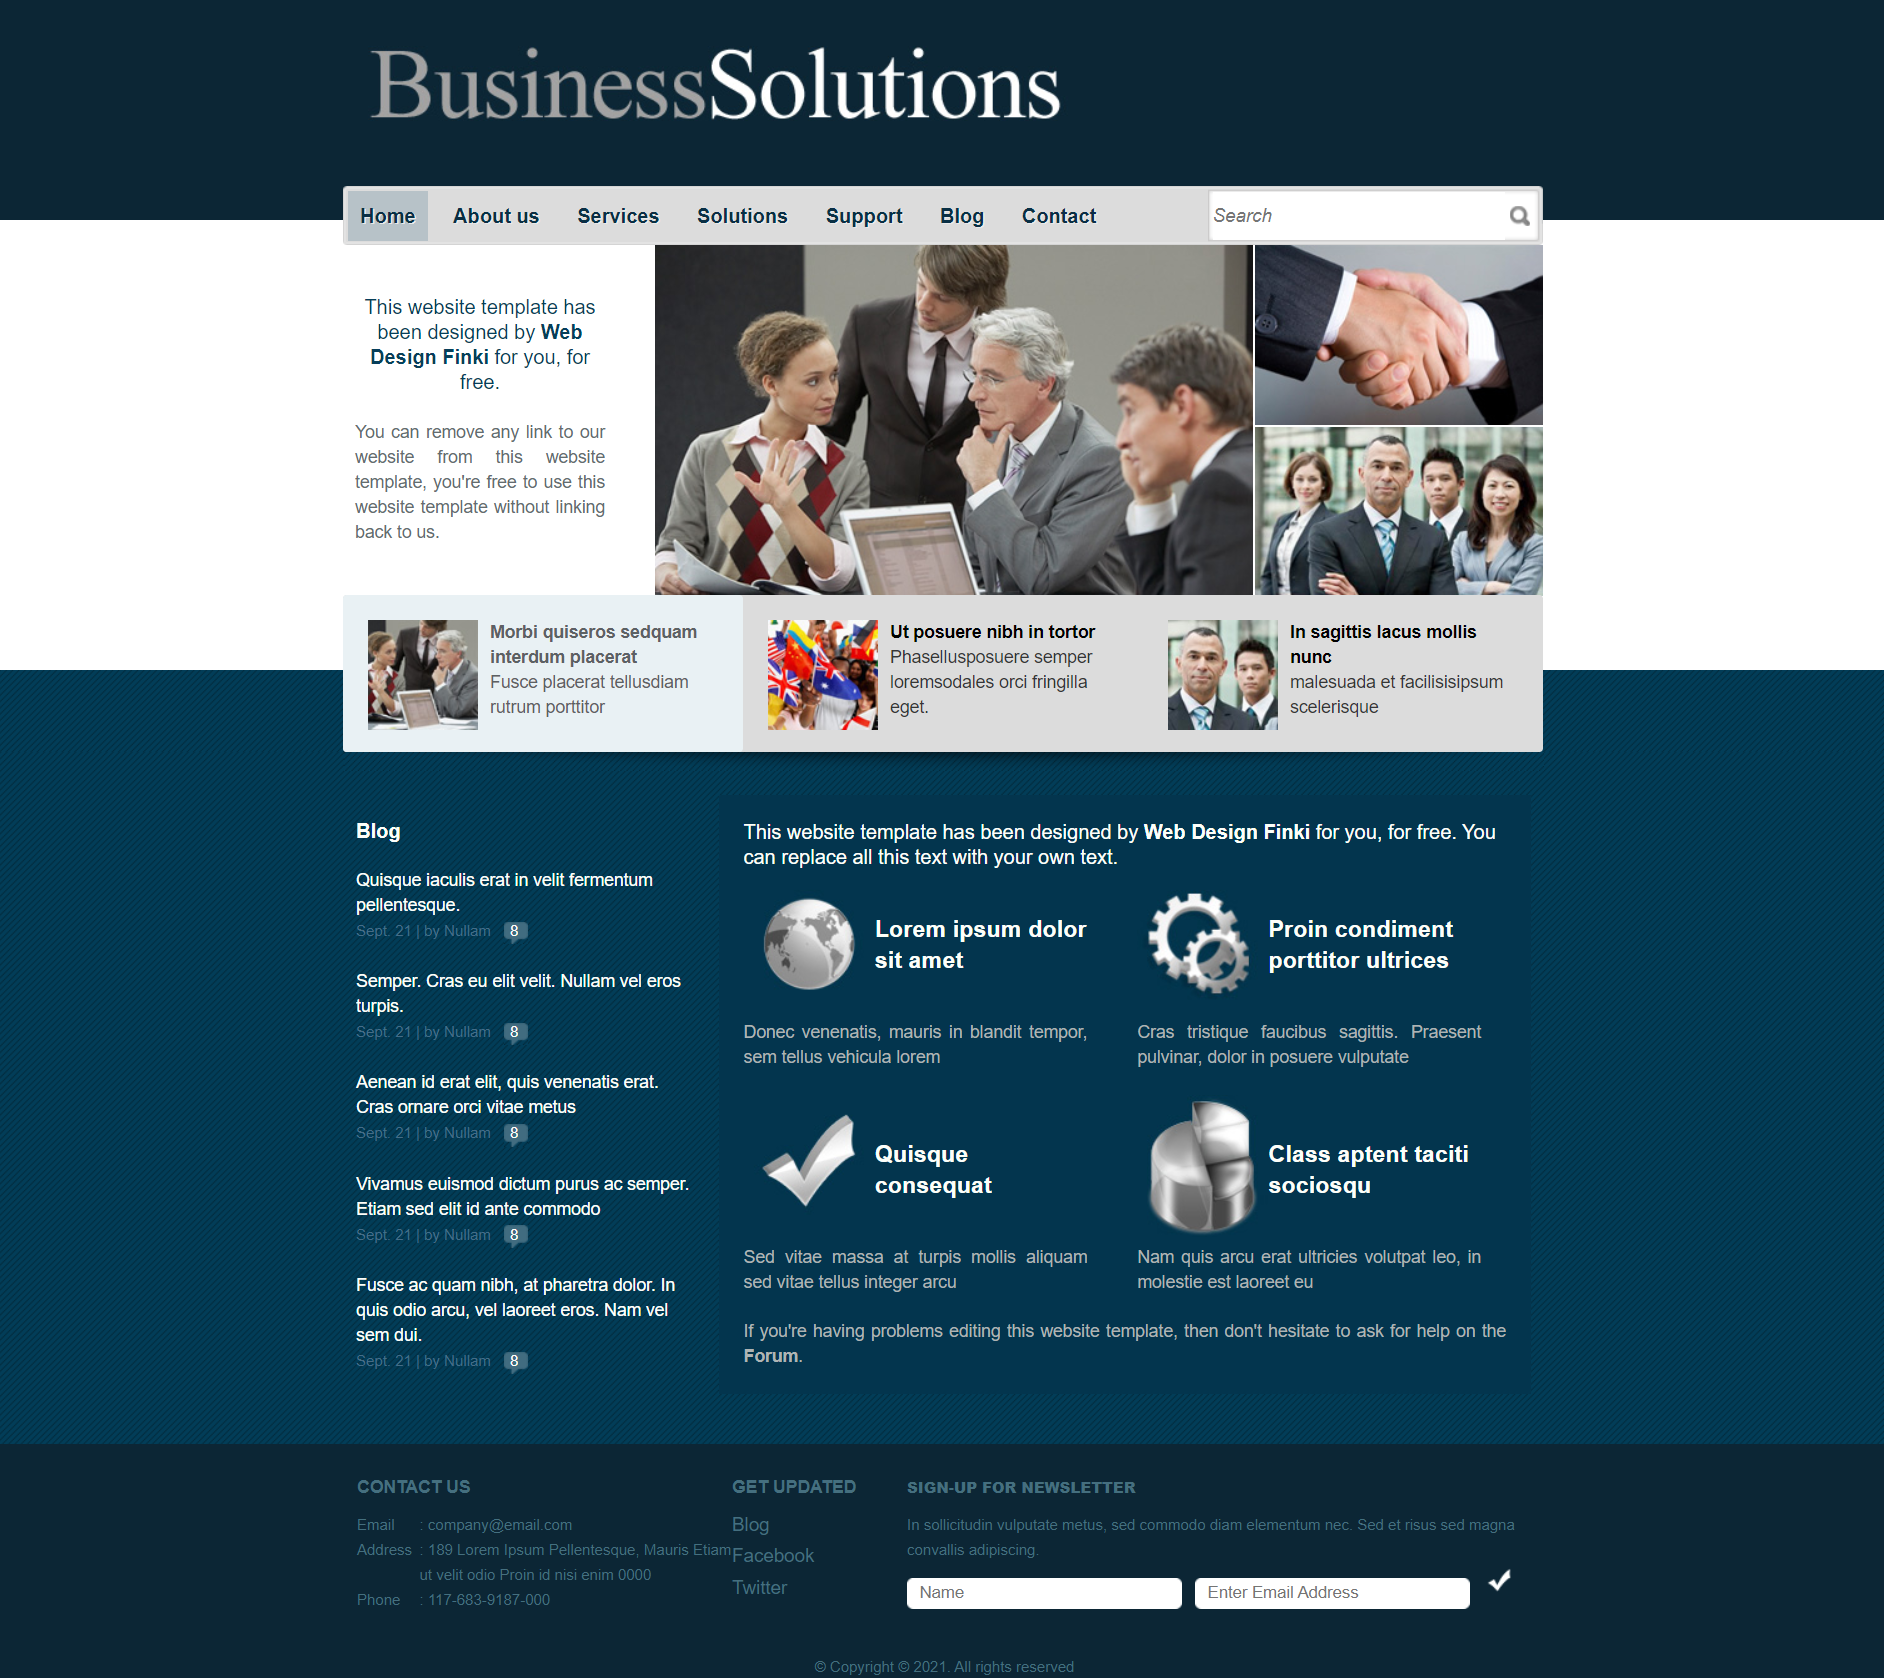 BusinessSolutions
Home About us Services Solutions Support Blog Contact Search
This website template has
been designed by Web
Design Finki for you, for
free.
You can remove any link to our
website from this website
template, you're free to use this
website template without linking
back to us.
Morbi quiseros sedquam
interdum placerat
Fusce placerat tellusdiam
rutrum porttitor
Ut posuere nibh in tortor
Phasellusposuere semper
loremsodales orci fringilla
eget.
In sagittis lacus mollis
nunc
malesuada et facilisisipsum
scelerisque
Blog
Quisque iaculis erat in velit fermentum
pellentesque.
Sept. 21 | by Nullam 8
Semper. Cras eu elit velit. Nullam vel eros
turpis.
Sept. 21 | by Nullam 8
Aenean id erat elit, quis venenatis erat.
Cras ornare orci vitae metus
Sept. 21 | by Nullam 8
Vivamus euismod dictum purus ac semper.
Etiam sed elit id ante commodo
Sept. 21 | by Nullam 8
Fusce ac quam nibh, at pharetra dolor. In
quis odio arcu, vel laoreet eros. Nam vel
sem dui.
Sept. 21 | by Nullam 8
This website template has been designed by Web Design Finki for you, for free. You
can replace all this text with your own text.
Lorem ipsum dolor
sit amet
Donec venenatis, mauris in blandit tempor,
sem tellus vehicula lorem
Proin condiment
porttitor ultrices
Cras tristique faucibus sagittis. Praesent
pulvinar, dolor in posuere vulputate
Quisque
consequat
Sed vitae massa at turpis mollis aliquam
sed vitae tellus integer arcu
Class aptent taciti
sociosqu
Nam quis arcu erat ultricies volutpat leo, in
molestie est laoreet eu
If you're having problems editing this website template, then don't hesitate to ask for help on the
Forum.
CONTACT US
Email : company@email.com
Address : 189 Lorem Ipsum Pellentesque, Mauris Etiam
ut velit odio Proin id nisi enim 0000
Phone : 117-683-9187-000
GET UPDATED
Blog
Facebook
Twitter
SIGN-UP FOR NEWSLETTER
In sollicitudin vulputate metus, sed commodo diam elementum nec. Sed et risus sed magna
convallis adipiscing.
Name Enter Email Address
© Copyright © 2021. All rights reserved